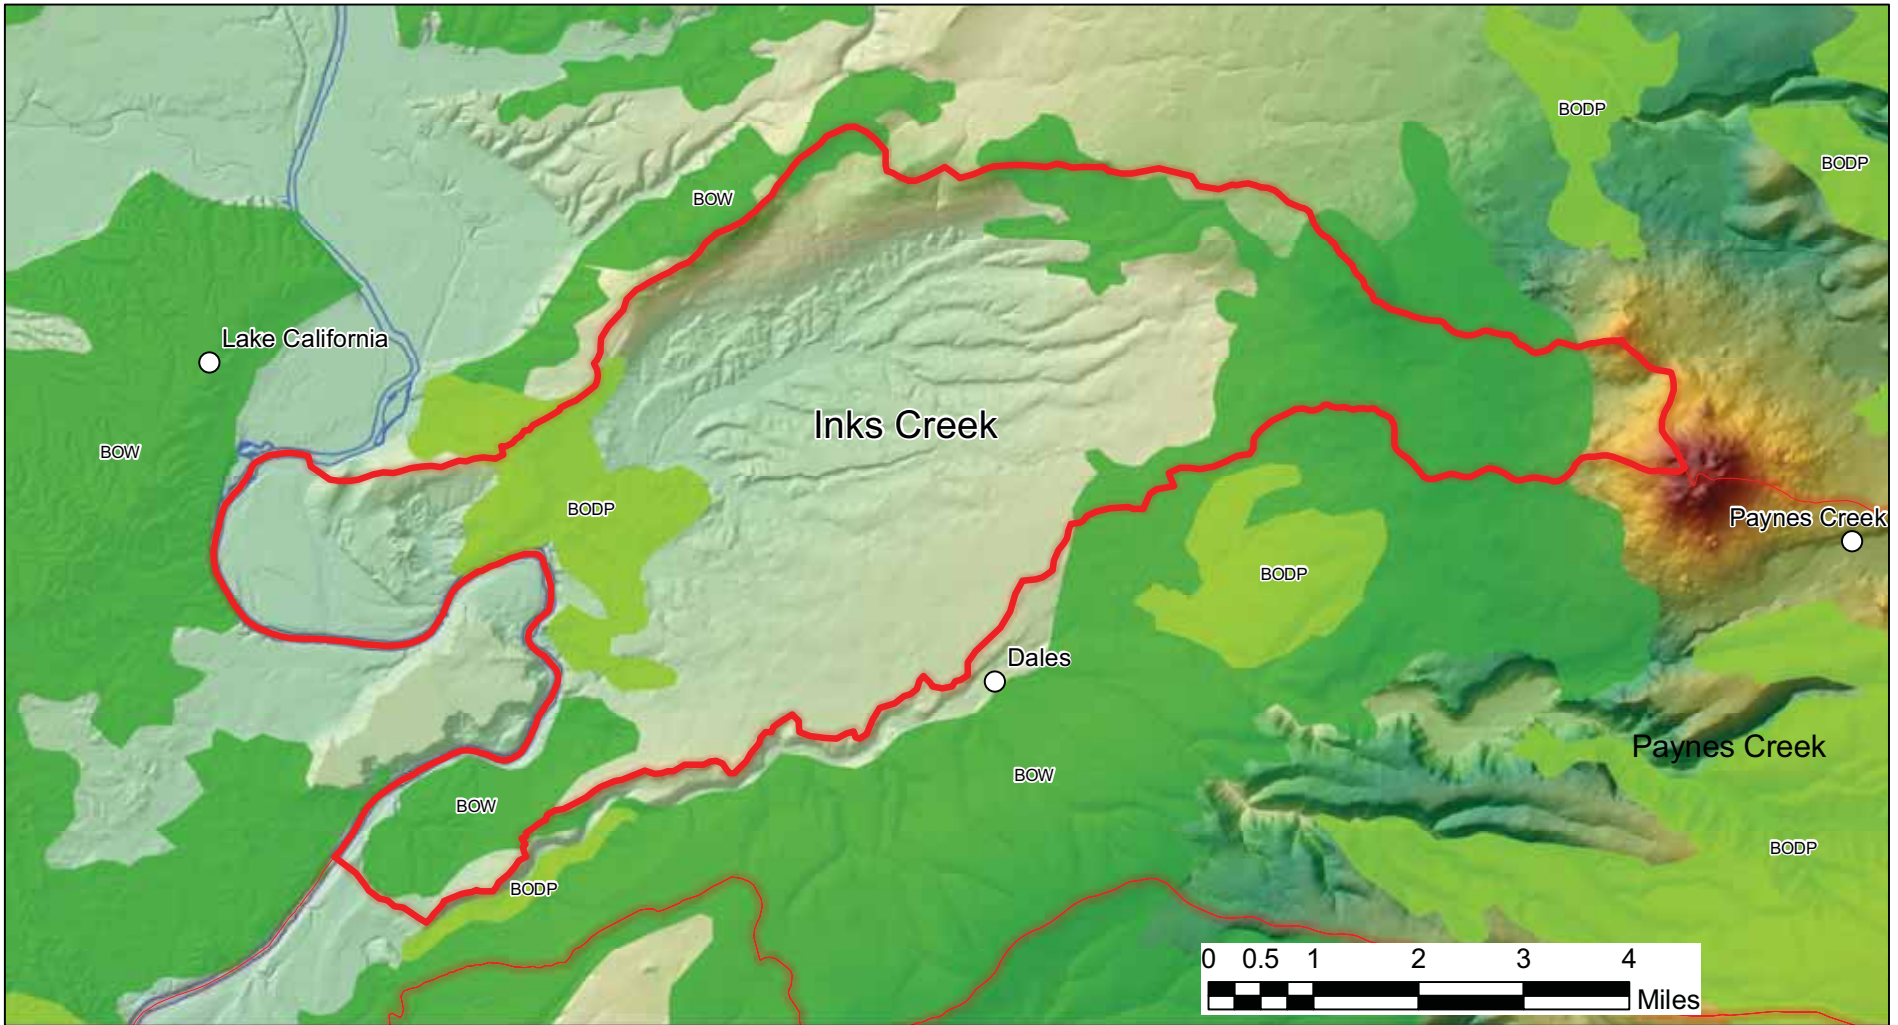 BODP
BODP
BOW
Lake California
Inks Creek
BOW
BODP
Paynes Creek
BODP
Dales
Paynes Creek
BOW
BOW
BODP
BODP
0 0.5 1 2 3 4
Miles